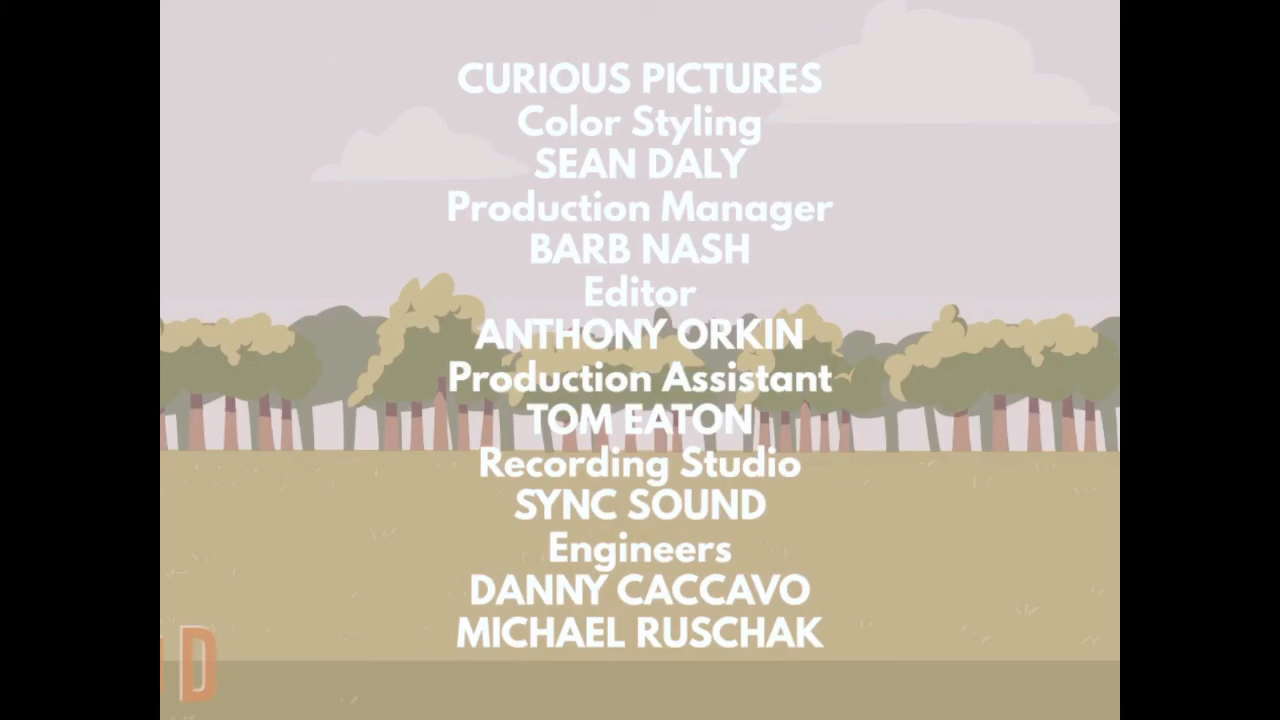 CURIOUS PICTURES
Color Styling
SEAN DALY
Production Manager
BARB NASH
Editor
ANTHONY ORKIN
Production Assistant
TOM EATON
Recording Studio
SYNC SOUND
Engineers
DANNY CACCAVO
MICHAEL RUSCHAK
D